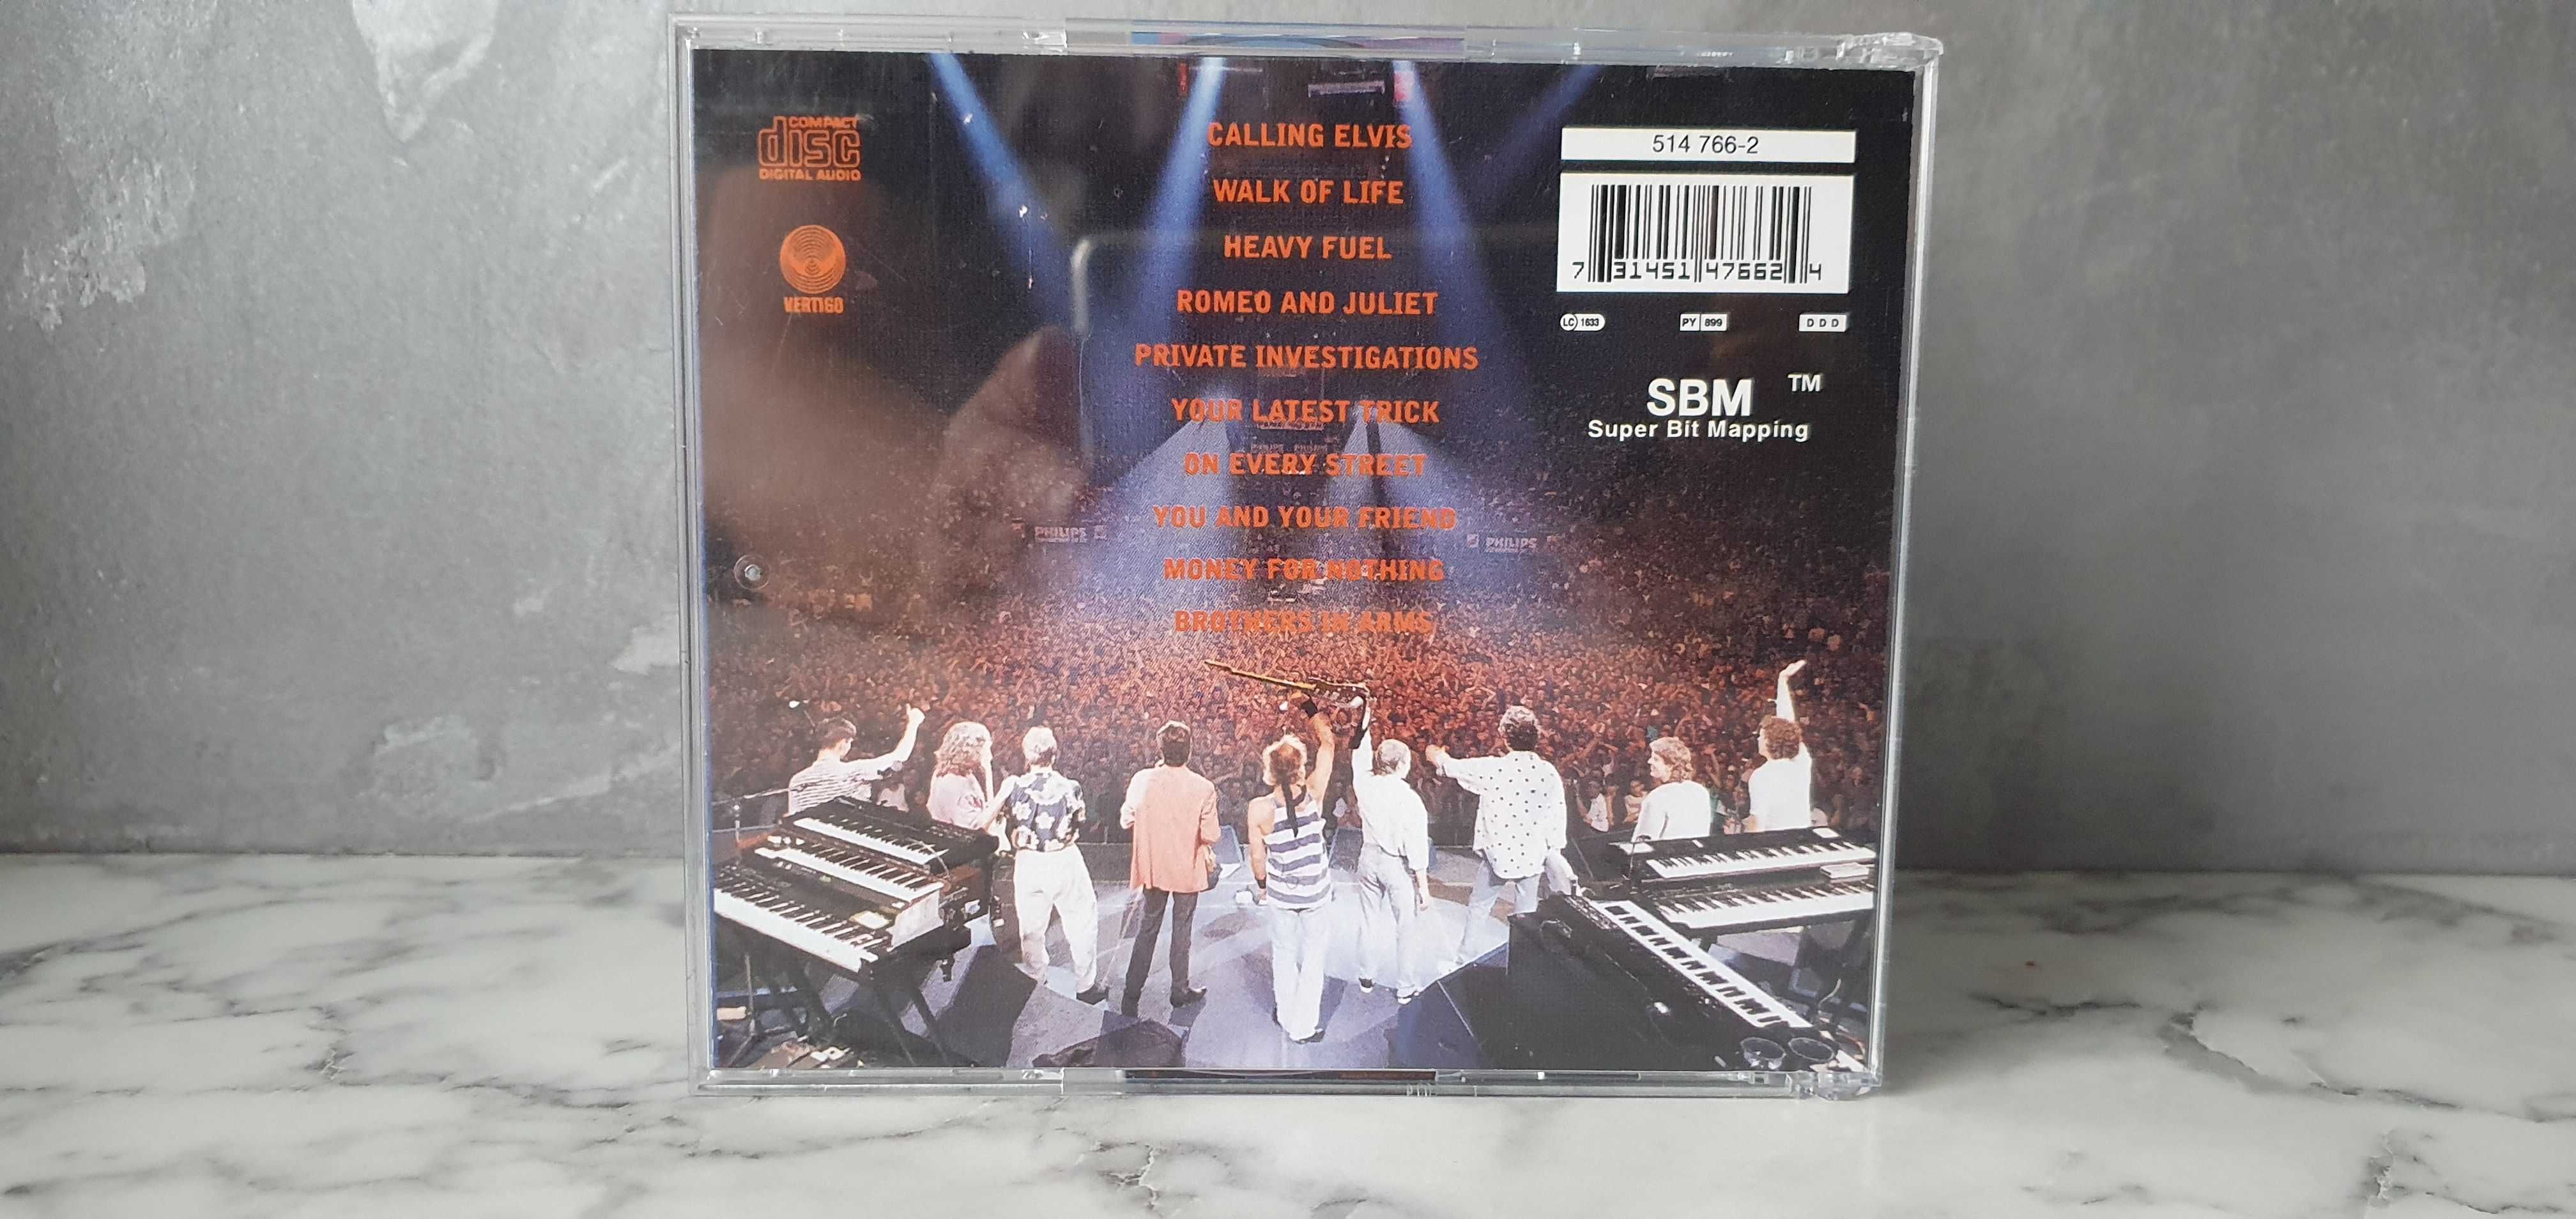 COMPACT
disc
DIGITAL AUDIO
VERTIGO
CALLING ELVIS
WALK OF LIFE
HEAVY FUEL
ROMEO AND JULIET
PRIVATE INVESTIGATIONS
YOUR LATEST TRICK
ON EVERY STREET
YOU AND YOUR FRIEND
MONEY FOR NOTHING
BROTHERS IN ARMS
514 766-2
7 31451 47662 4
LC 1633
PY 899
D D D
SBM TM
Super Bit Mapping
PHILIPS
PHILIPS